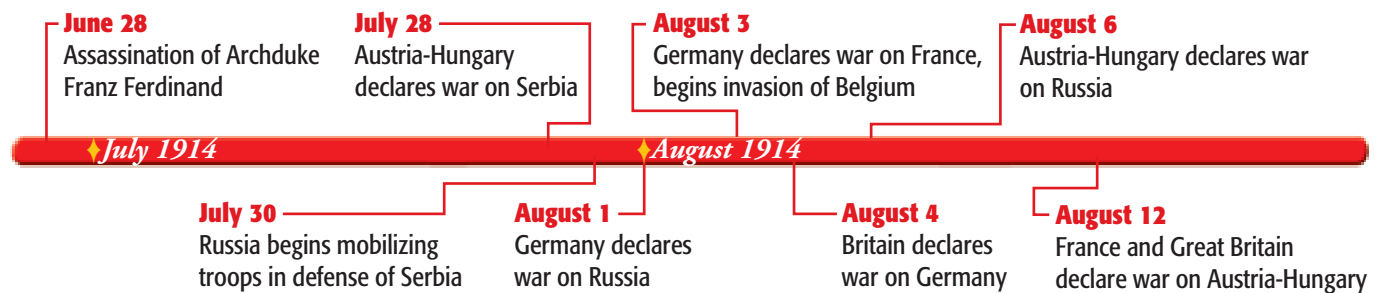 June 28
Assassination of Archduke
Franz Ferdinand
July 28
Austria-Hungary
declares war on Serbia
August 3
Germany declares war on France,
begins invasion of Belgium
August 6
Austria-Hungary declares war
on Russia
July 1914
August 1914
July 30
Russia begins mobilizing
troops in defense of Serbia
August 1
Germany declares
war on Russia
August 4
Britain declares
war on Germany
August 12
France and Great Britain
declare war on Austria-Hungary